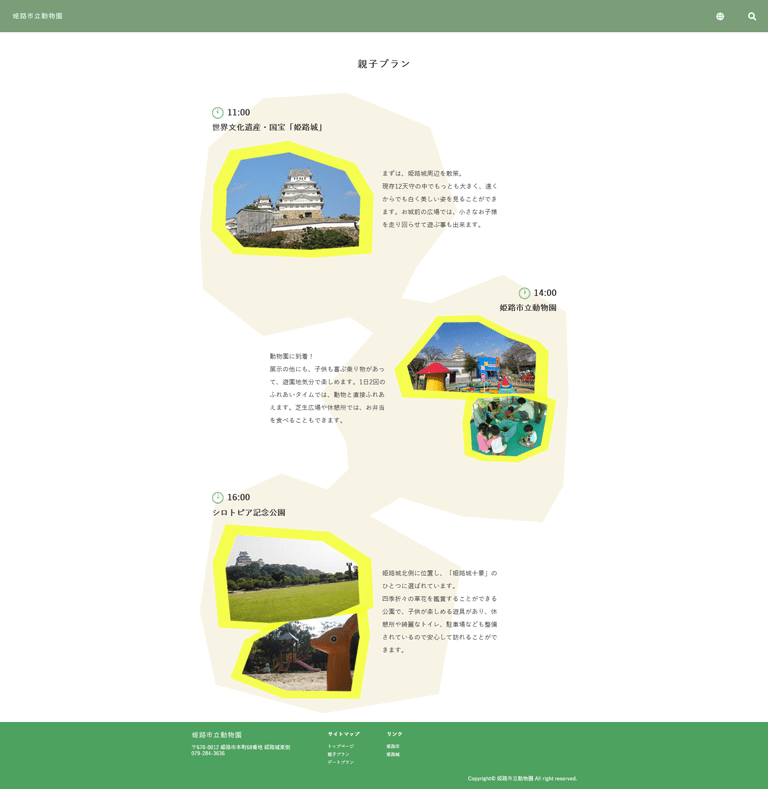 姫路市立動物園
親子プラン
11:00
世界文化遺産・国宝「姫路城」
まずは、姫路城周辺を散策。
現存12天守の中でもっとも大きく、遠く
からでも白く美しい姿を見ることができ
ます。お城前の広場では、小さなお子様
を走り回らせて遊ぶ事も出来ます。
14:00
姫路市立動物園
動物園に到着！
展示の他にも、子供も喜ぶ乗り物があっ
て、遊園地気分で楽しめます。1日2回の
ふれあいタイムでは、動物と直接ふれあ
えます。芝生広場や休憩所では、お弁当
を食べることもできます。
16:00
シロトピア記念公園
姫路城北側に位置し、「姫路城十景」の
ひとつに選ばれています。
四季折々の草花を鑑賞することができる
公園で、子供が楽しめる遊具があり、休
憩所や綺麗なトイレ、駐車場なども整備
されているので安心して訪れることがで
きます。
姫路市立動物園
〒670-0012 姫路市本町68番地 姫路城東側
079-284-3636
サイトマップ
トップページ
親子プラン
デートプラン
リンク
姫路市
姫路城
Copyright© 姫路市立動物園 All right reserved.